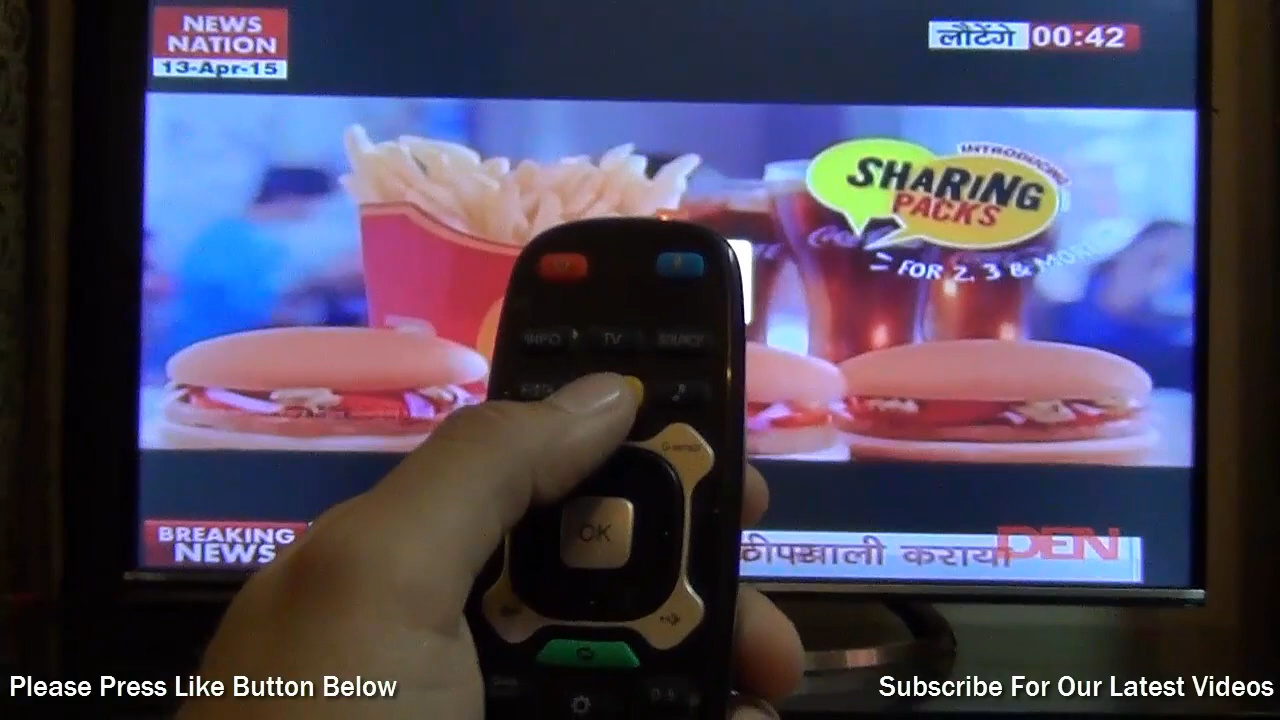 NEWS
NATION
13-Apr-15
लौटेंगे 00:42
INTRODUCING
SHARING
PACKS
FOR 2, 3 & MORE
INFO TV SOURCE
OK
BREAKING
NEWS
खाली कराया
DEN
Please Press Like Button Below
Subscribe For Our Latest Videos